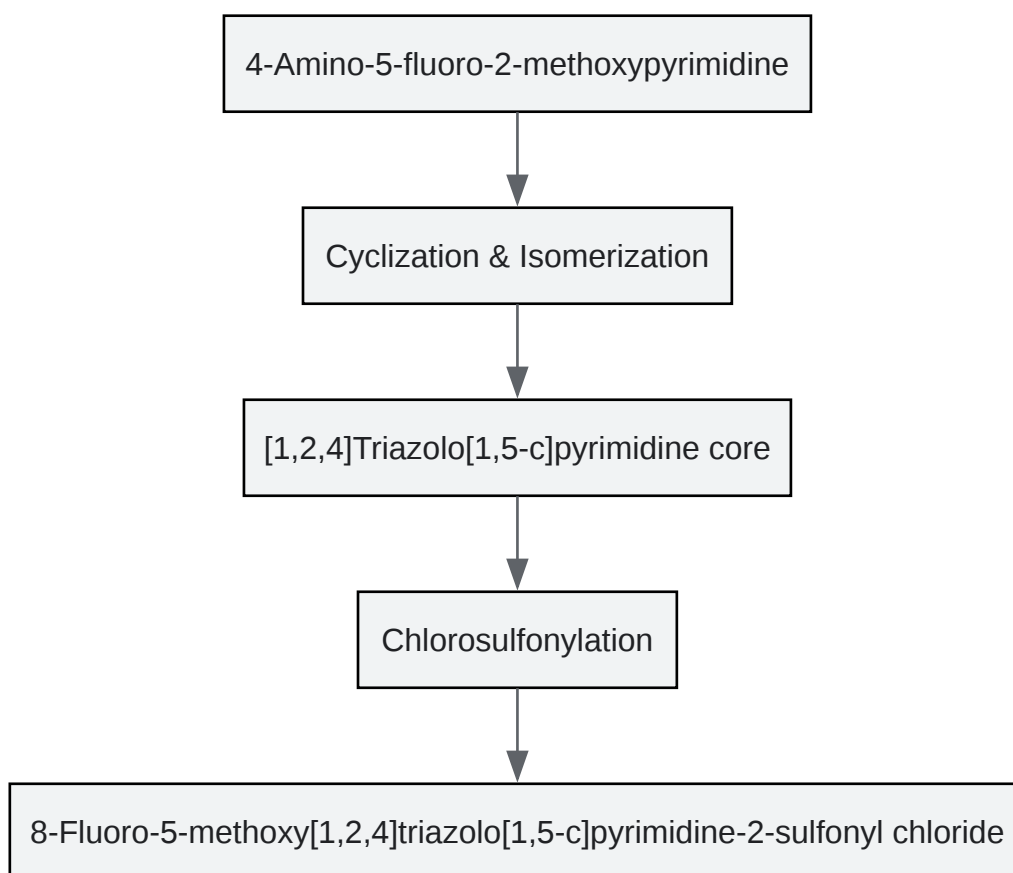 4-Amino-5-fluoro-2-methoxypyrimidine
Cyclization & Isomerization
[1,2,4]Triazolo[1,5-c]pyrimidine core
Chlorosulfonylation
8-Fluoro-5-methoxy[1,2,4]triazolo[1,5-c]pyrimidine-2-sulfonyl chloride